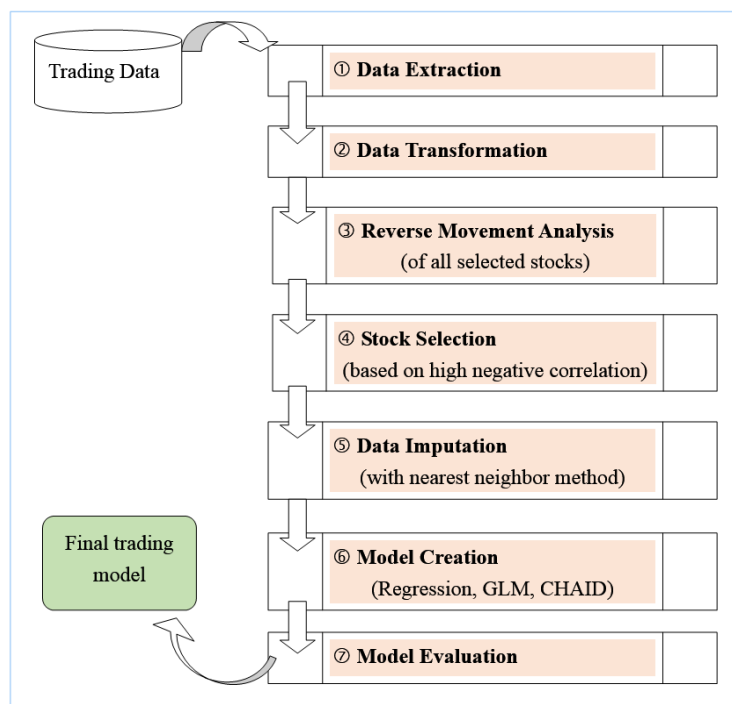 Trading Data
① Data Extraction
② Data Transformation
③ Reverse Movement Analysis
(of all selected stocks)
④ Stock Selection
(based on high negative correlation)
⑤ Data Imputation
(with nearest neighbor method)
⑥ Model Creation
(Regression, GLM, CHAID)
⑦ Model Evaluation
Final trading
model